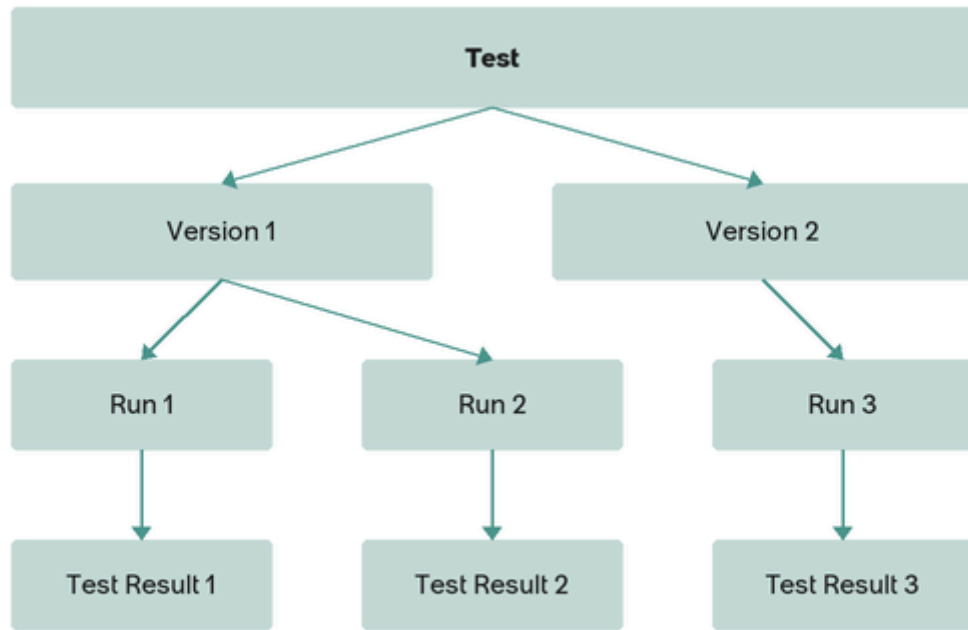 Test
Version 1
Version 2
Run 1
Run 2
Run 3
Test Result 1
Test Result 2
Test Result 3